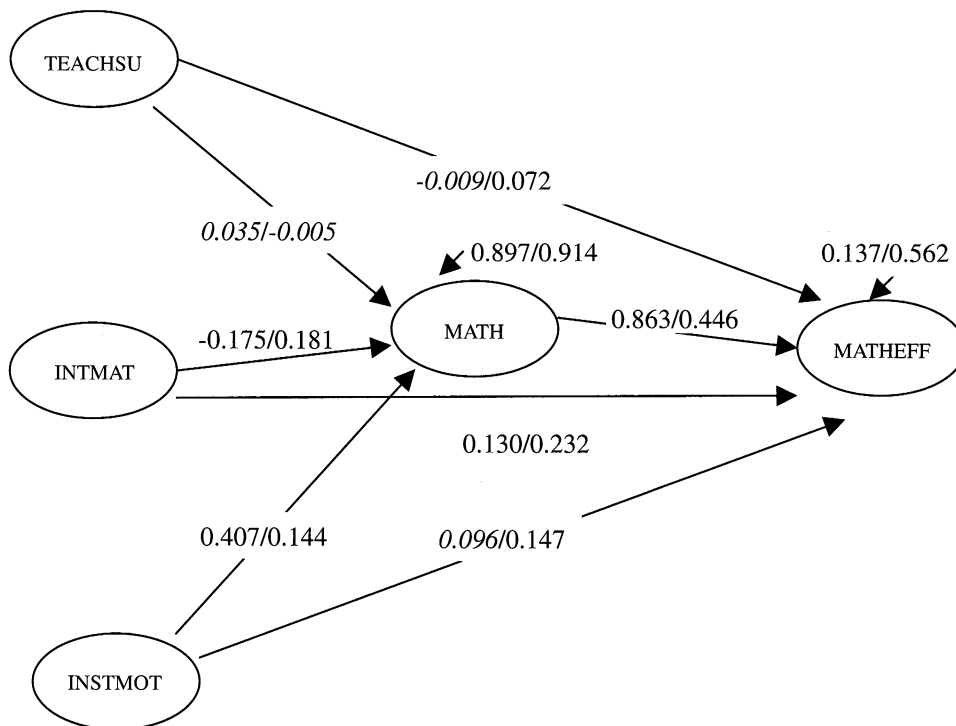 TEACHSU
-0.009/0.072
0.035/-0.005
0.897/0.914
0.137/0.562
MATH
0.863/0.446
-0.175/0.181
MATHEFF
INTMAT
0.130/0.232
0.407/0.144
0.096/0.147
INSTMOT